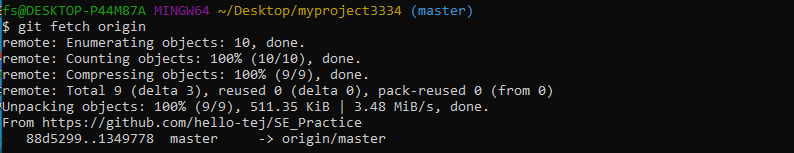 fs@DESKTOP-P44M87A MINGW64 ~/Desktop/myproject3334 (master)
$ git fetch origin
remote: Enumerating objects: 10, done.
remote: Counting objects: 100% (10/10), done.
remote: Compressing objects: 100% (9/9), done.
remote: Total 9 (delta 3), reused 0 (delta 0), pack-reused 0 (from 0)
Unpacking objects: 100% (9/9), 511.35 KiB | 3.48 MiB/s, done.
From https://github.com/hello-tej/SE_Practice
   88d5299..1349778  master     -> origin/master